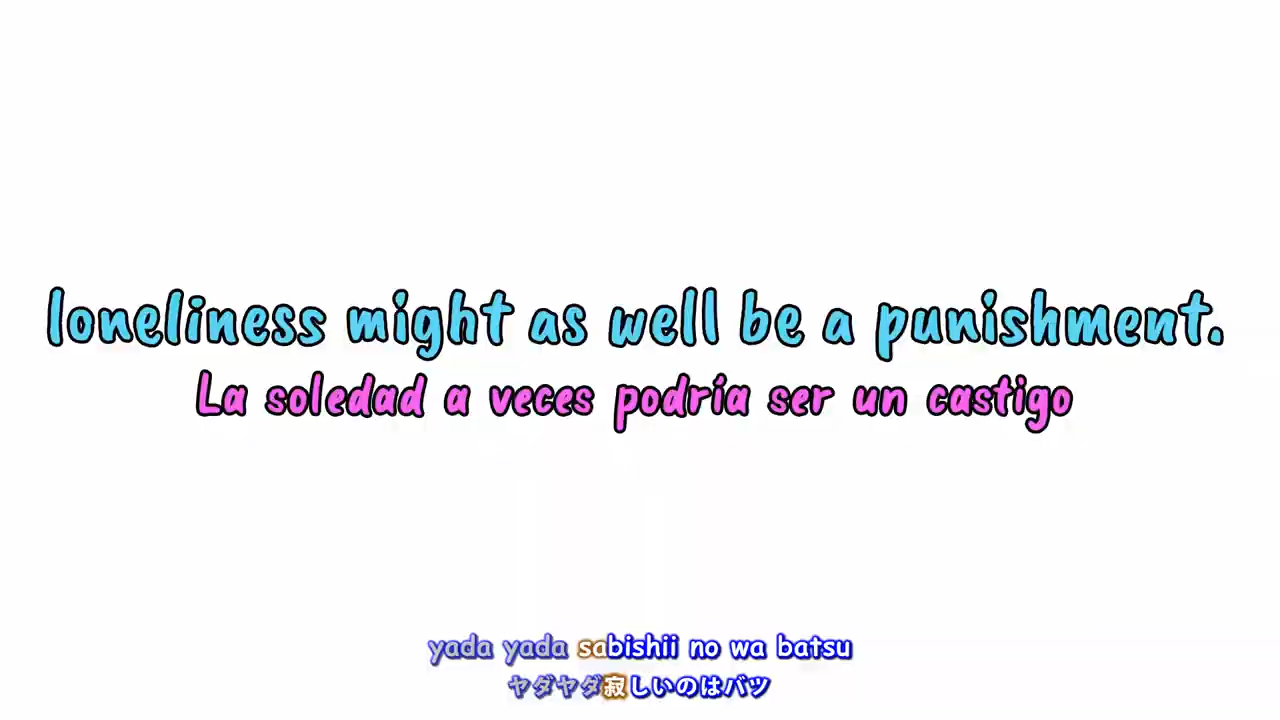 loneliness might as well be a punishment.
La soledad a veces podría ser un castigo
yada yada sabishii no wa batsu
ヤダヤダ寂しいのはバツ